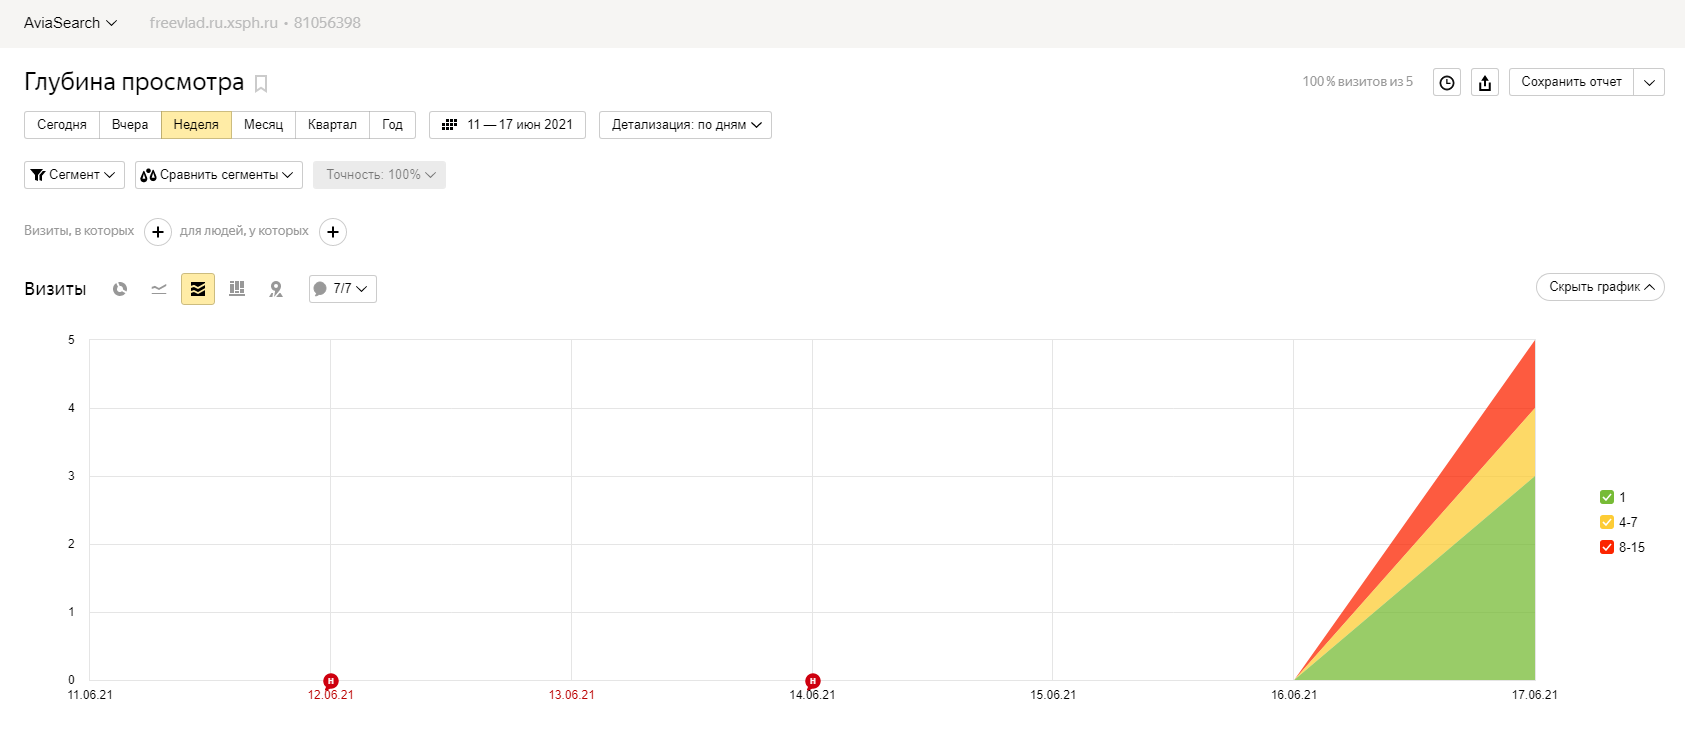 AviaSearch freevlad.ru.xsph.ru • 81056398
Глубина просмотра 100 % визитов из 5 Сохранить отчет
Сегодня Вчера Неделя Месяц Квартал Год 11 — 17 июн 2021 Детализация: по дням
Сегмент Сравнить сегменты Точность: 100%
Визиты, в которых + для людей, у которых +
Визиты 7/7 Скрыть график
5
4
3
2
1
0
1
4-7
8-15
Н Н
11.06.21 12.06.21 13.06.21 14.06.21 15.06.21 16.06.21 17.06.21